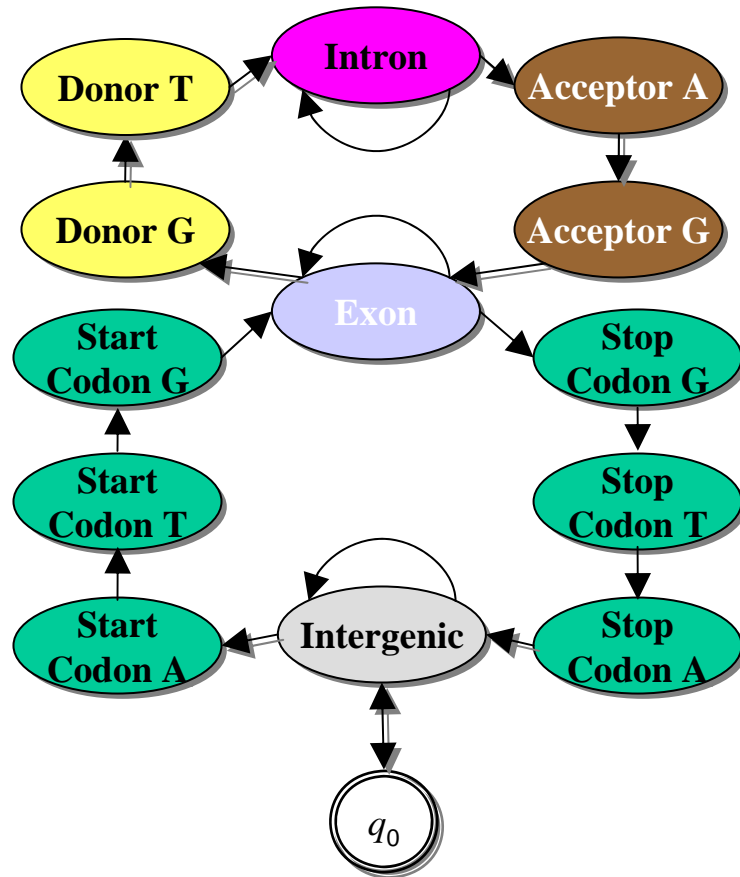 Intron
Donor T
Acceptor A
Donor G
Acceptor G
Exon
Start
Codon G
Stop
Codon G
Start
Codon T
Stop
Codon T
Intergenic
Start
Codon A
Stop
Codon A
q0